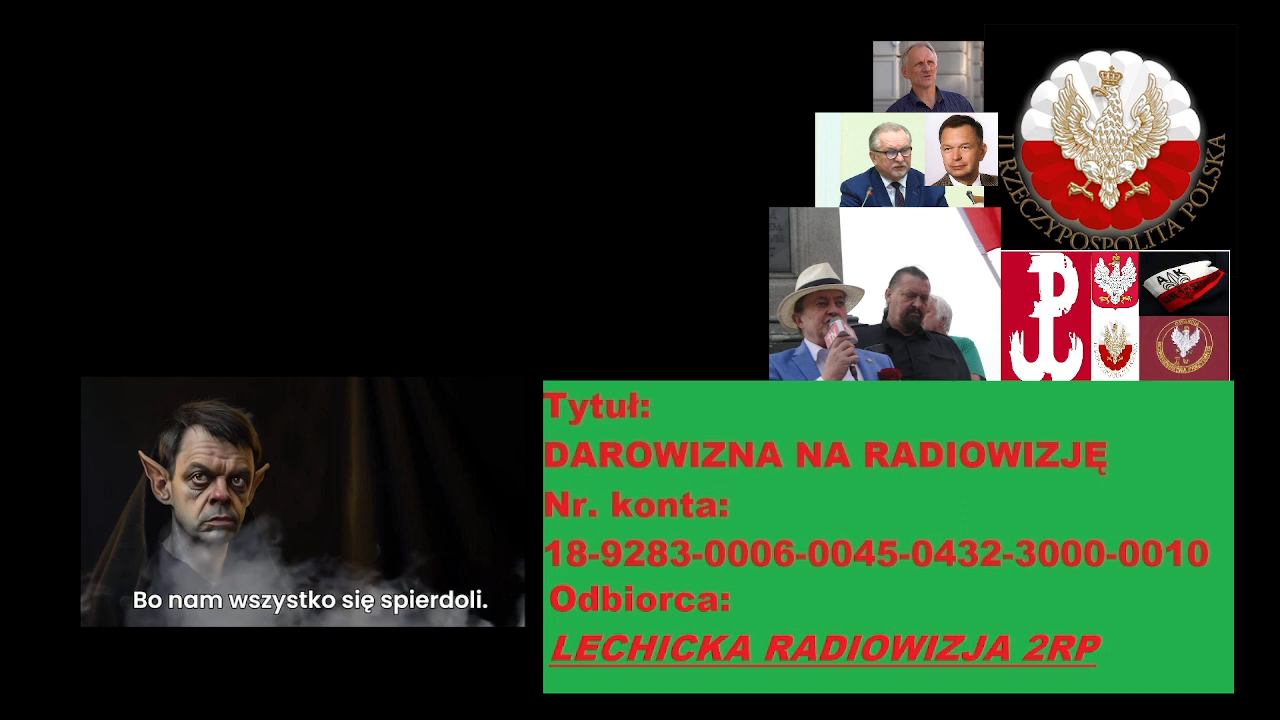 II RZECZYPOSPOLITA POLSKA
AK
Tytuł:
DAROWIZNA NA RADIOWIZJĘ
Nr. konta:
18-9283-0006-0045-0432-3000-0010
Odbiorca:
LECHICKA RADIOWIZJA 2RP
Bo nam wszystko się spierdoli.